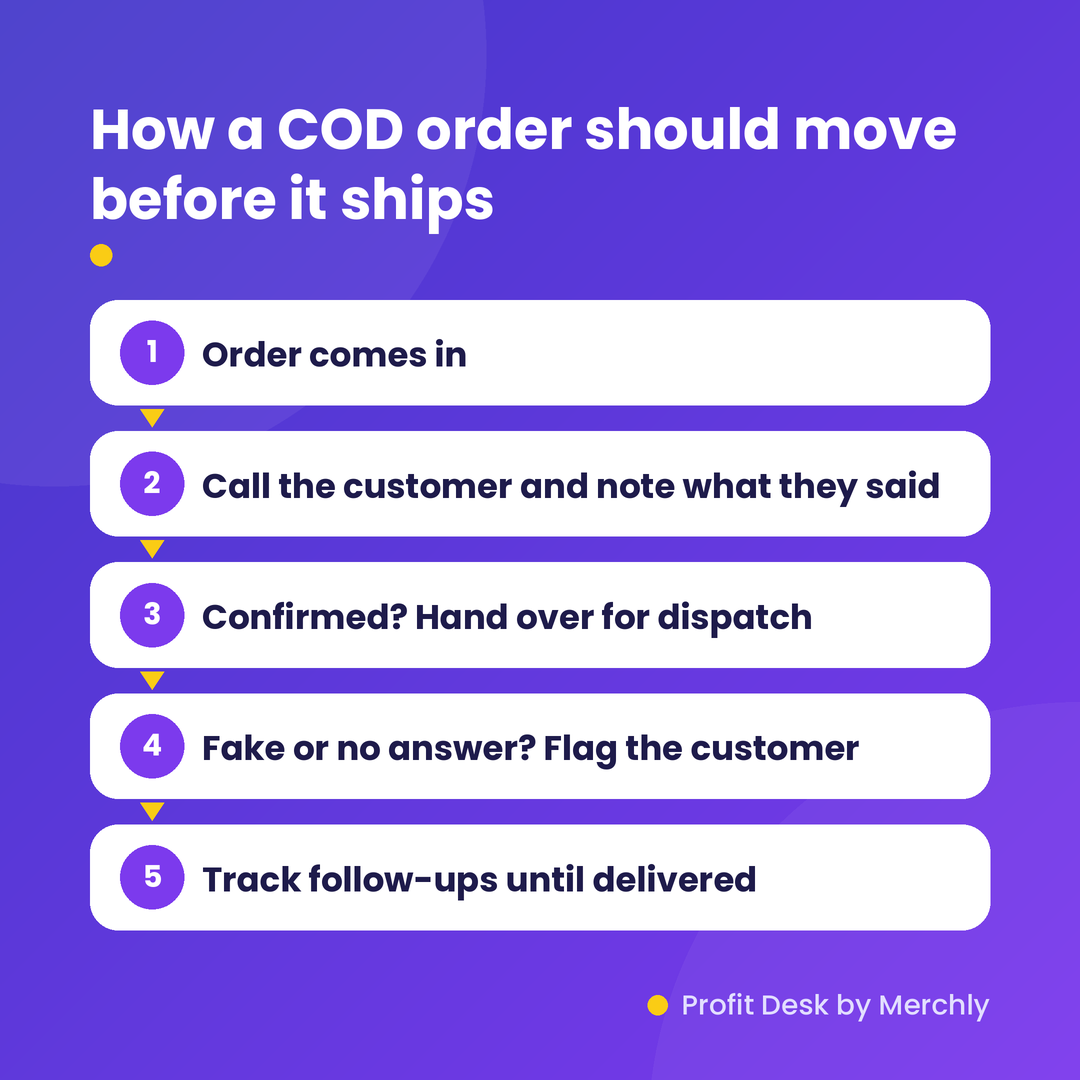 How a COD order should move
before it ships
1 Order comes in
2 Call the customer and note what they said
3 Confirmed? Hand over for dispatch
4 Fake or no answer? Flag the customer
5 Track follow-ups until delivered
Profit Desk by Merchly